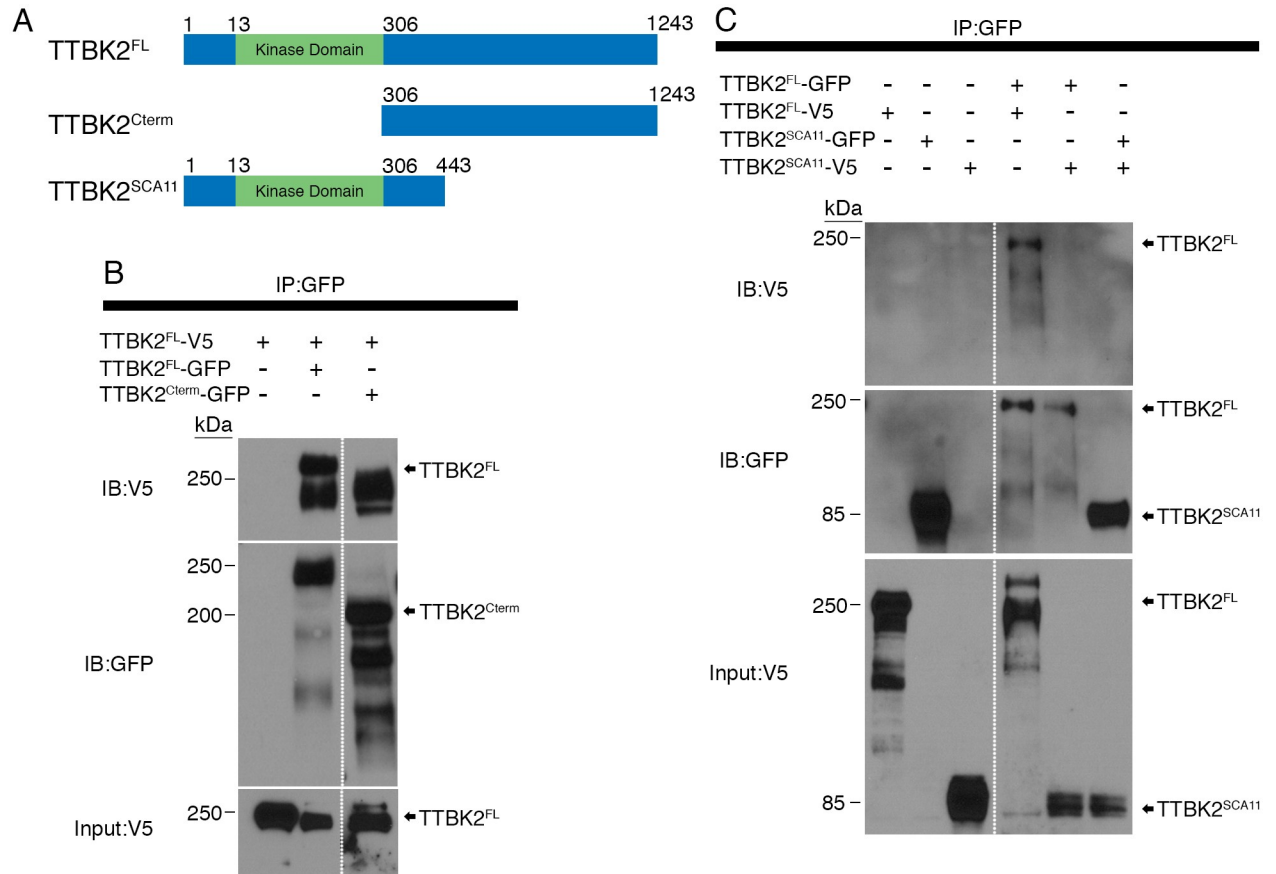 A
1 13 306 1243
TTBK2FL Kinase Domain
306 1243
TTBK2Cterm
1 13 306 443
TTBK2SCA11 Kinase Domain
B
IP:GFP
TTBK2FL-V5 + + +
TTBK2FL-GFP - + -
TTBK2Cterm-GFP - - +
kDa
IB:V5 250 TTBK2FL
250
200 TTBK2Cterm
IB:GFP
250 TTBK2FL
Input:V5
C
IP:GFP
TTBK2FL-GFP - - - + + -
TTBK2FL-V5 + - - + - -
TTBK2SCA11-GFP - + - - - +
TTBK2SCA11-V5 - - + - + +
kDa
250 TTBK2FL
IB:V5
250 TTBK2FL
IB:GFP
85 TTBK2SCA11
250 TTBK2FL
Input:V5
85 TTBK2SCA11